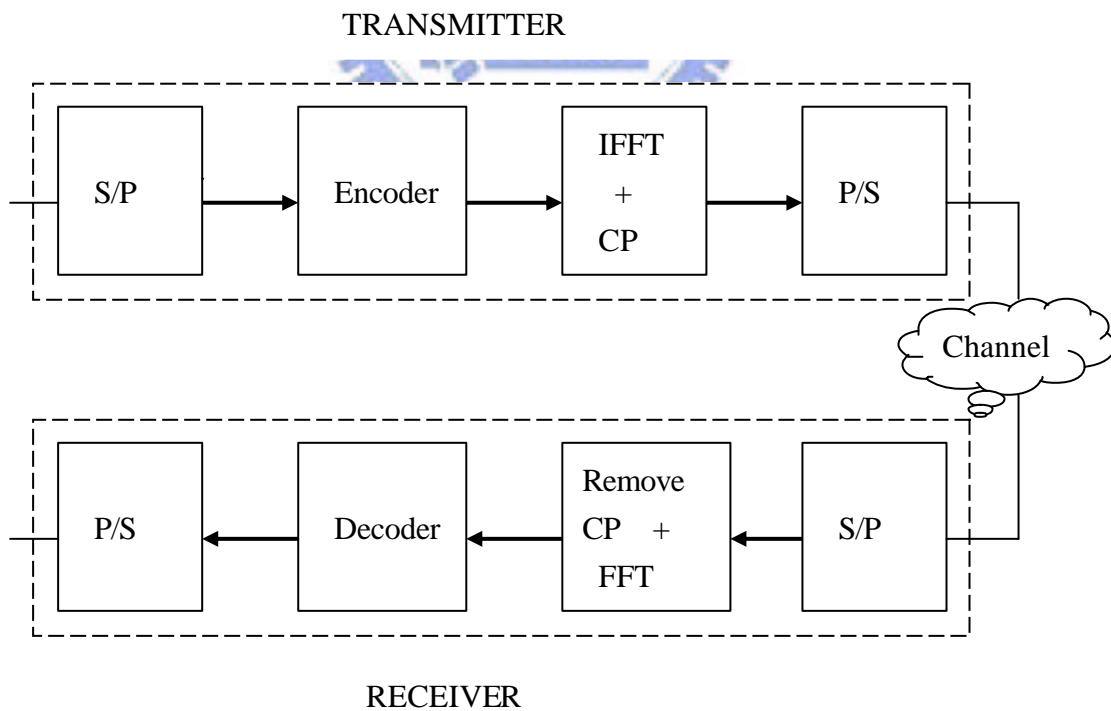 TRANSMITTER
S/P
Encoder
IFFT
+
CP
P/S
Channel
P/S
Decoder
Remove
CP +
FFT
S/P
RECEIVER